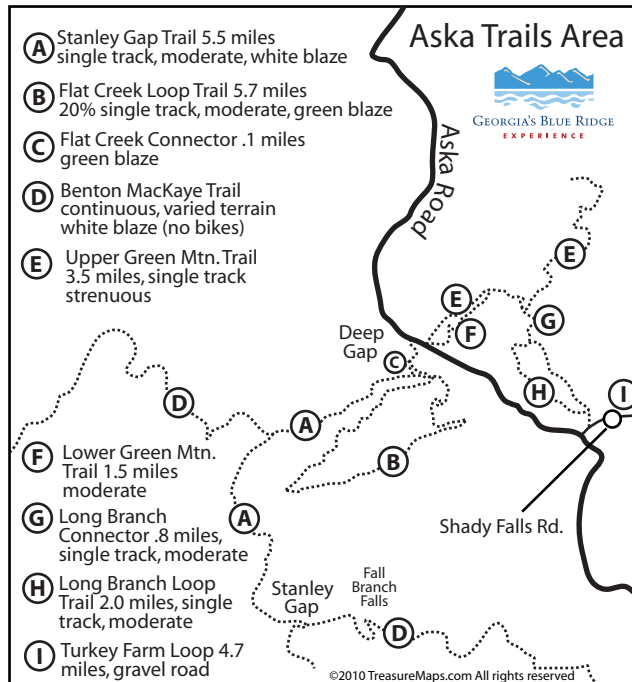 Aska Trails Area
GEORGIA'S BLUE RIDGE
EXPERIENCE
A Stanley Gap Trail 5.5 miles
single track, moderate, white blaze
B Flat Creek Loop Trail 5.7 miles
20% single track, moderate, green blaze
C Flat Creek Connector .1 miles
green blaze
D Benton MacKaye Trail
continuous, varied terrain
white blaze (no bikes)
E Upper Green Mtn. Trail
3.5 miles, single track
strenuous
Aska Road
E
E
F
G
Deep
Gap
C
D
H
I
A
B
F Lower Green Mtn.
Trail 1.5 miles
moderate
G Long Branch
Connector .8 miles,
single track, moderate
A
Shady Falls Rd.
H Long Branch Loop
Trail 2.0 miles, single
track, moderate
Stanley
Gap
Fall
Branch
Falls
D
I Turkey Farm Loop 4.7
miles, gravel road
©2010 TreasureMaps.com All rights reserved